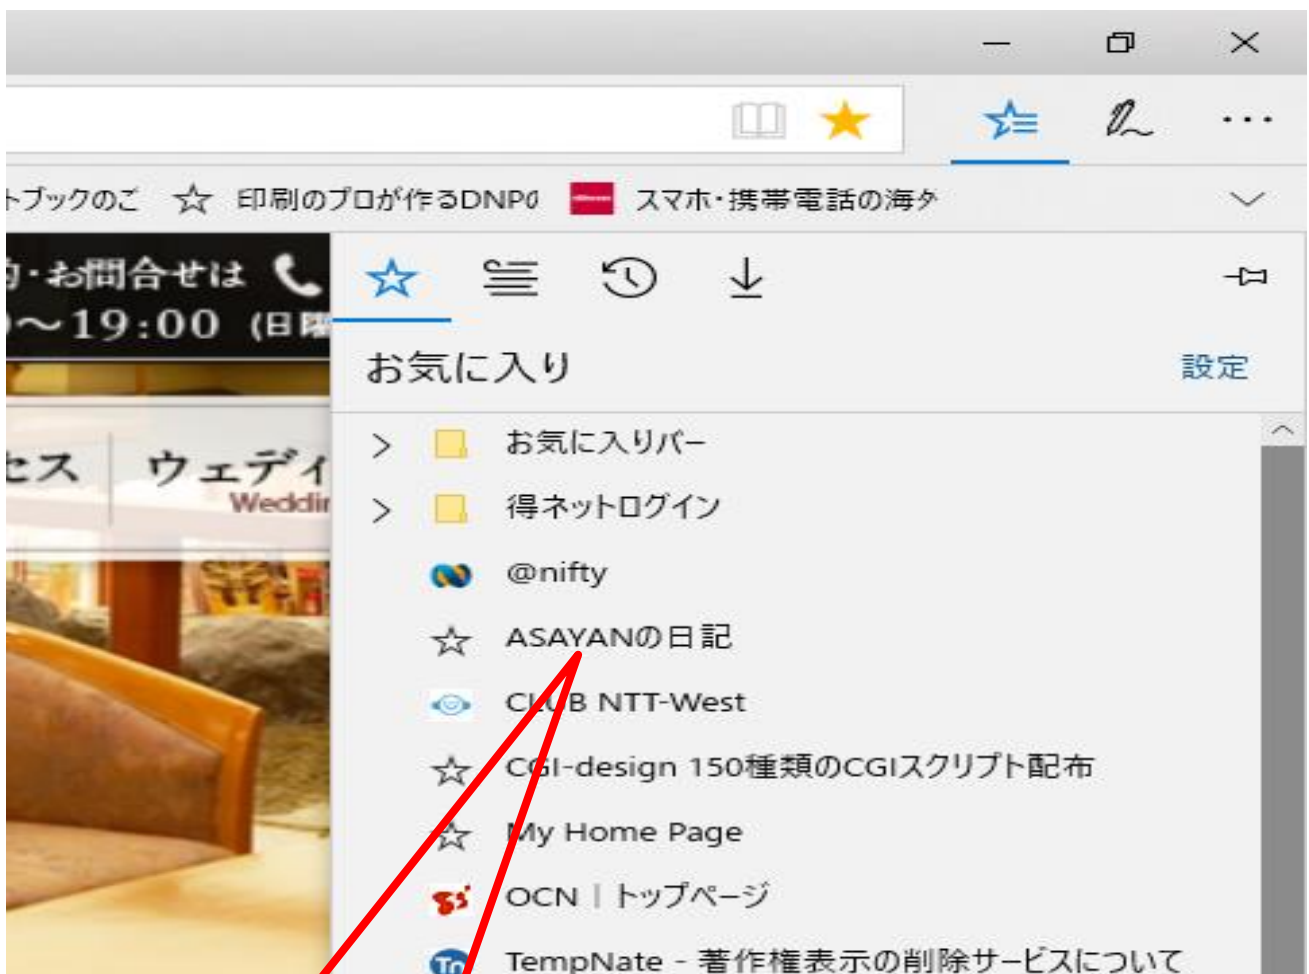 トブックのご ☆ 印刷のプロが作るDNPの スマホ・携帯電話の海外
約・お問合せは
～19:00 (日曜
お気に入り 設定
セス ウェディ
Weddin
お気に入りバー
得ネットログイン
@nifty
ASAYANの日記
CLUB NTT-West
CGI-design 150種類のCGIスクリプト配布
My Home Page
OCN | トップページ
TempNate - 著作権表示の削除サービスについて